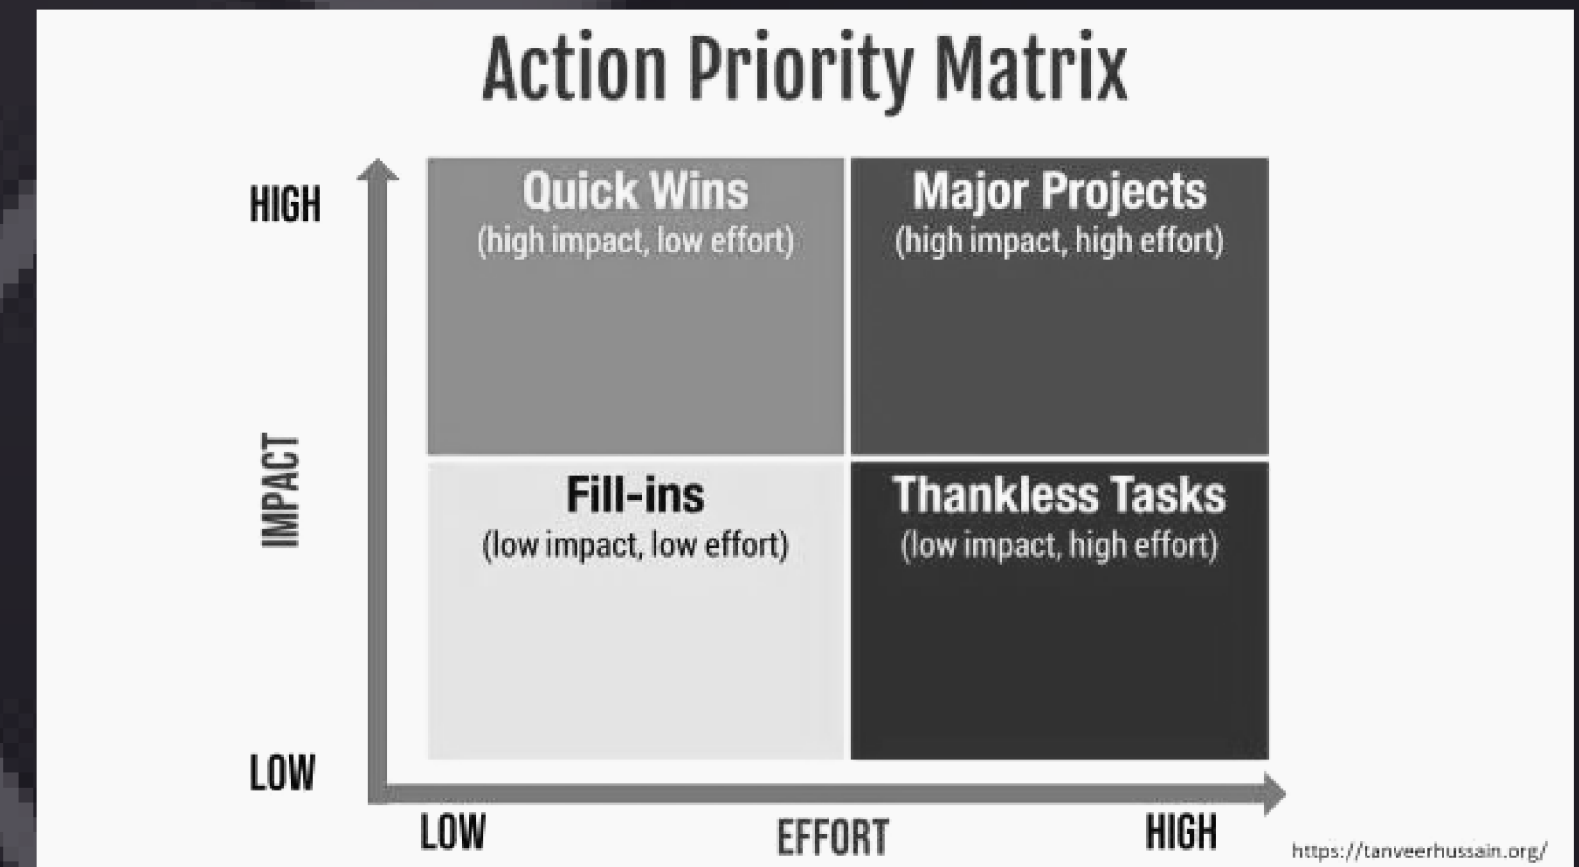 Action Priority Matrix
HIGH
Quick Wins
(high impact, low effort)
Major Projects
(high impact, high effort)
IMPACT
Fill-ins
(low impact, low effort)
Thankless Tasks
(low impact, high effort)
LOW
LOW
EFFORT
HIGH
https://tanveerhussain.org/